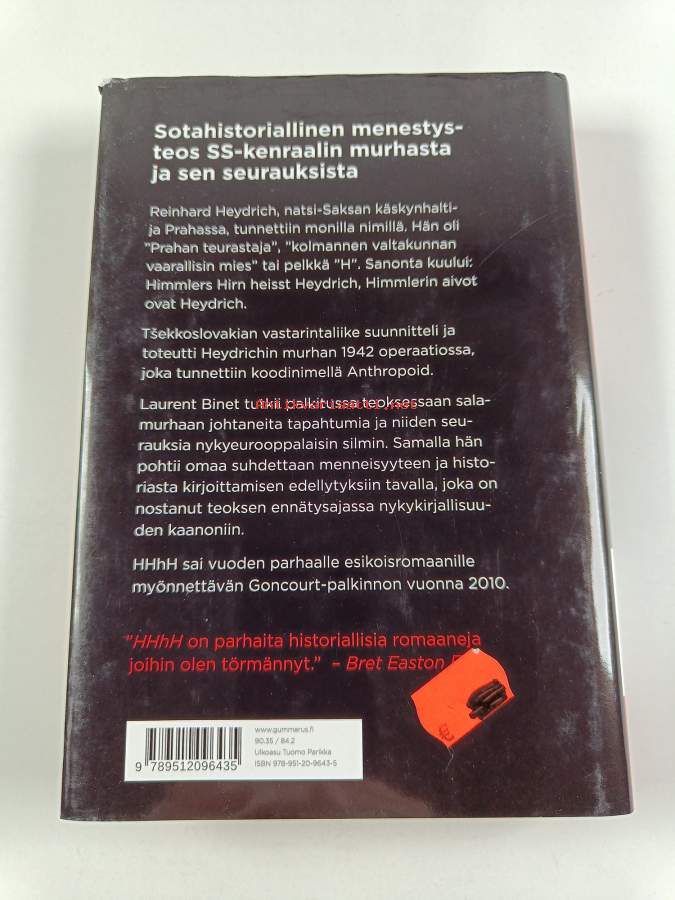 Sotahistoriallinen menestys-
teos SS-kenraalin murhasta
ja sen seurauksista
Reinhard Heydrich, natsi-Saksan käskynhalti-
ja Prahassa, tunnettiin monilla nimillä. Hän oli
"Prahan teurastaja", "kolmannen valtakunnan
vaarallisin mies" tai pelkkä "H". Sanonta kuului:
Himmlers Hirn heisst Heydrich, Himmlerin aivot
ovat Heydrich.
Tšekkoslovakian vastarintaliike suunnitteli ja
toteutti Heydrichin murhan 1942 operaatiossa,
joka tunnettiin koodinimellä Anthropoid.
Laurent Binet tutkii palkitussa teoksessaan sala-
murhaan johtaneita tapahtumia ja niiden seu-
rauksia nykyeurooppalaisin silmin. Samalla hän
pohtii omaa suhdettaan menneisyyteen ja histo-
riasta kirjoittamisen edellytyksiin tavalla, joka on
nostanut teoksen ennätysajassa nykykirjallisuu-
den kaanoniin.
HHhH sai vuoden parhaalle esikoisromaanille
myönnettävän Goncourt-palkinnon vuonna 2010.
"HHhH on parhaita historiallisia romaaneja
joihin olen törmännyt." – Bret Easton
www.gummerus.fi
90.35 / 84.2
Ulkoasu Tuomo Parikka
ISBN 978-951-20-9643-5
9 789512 096435